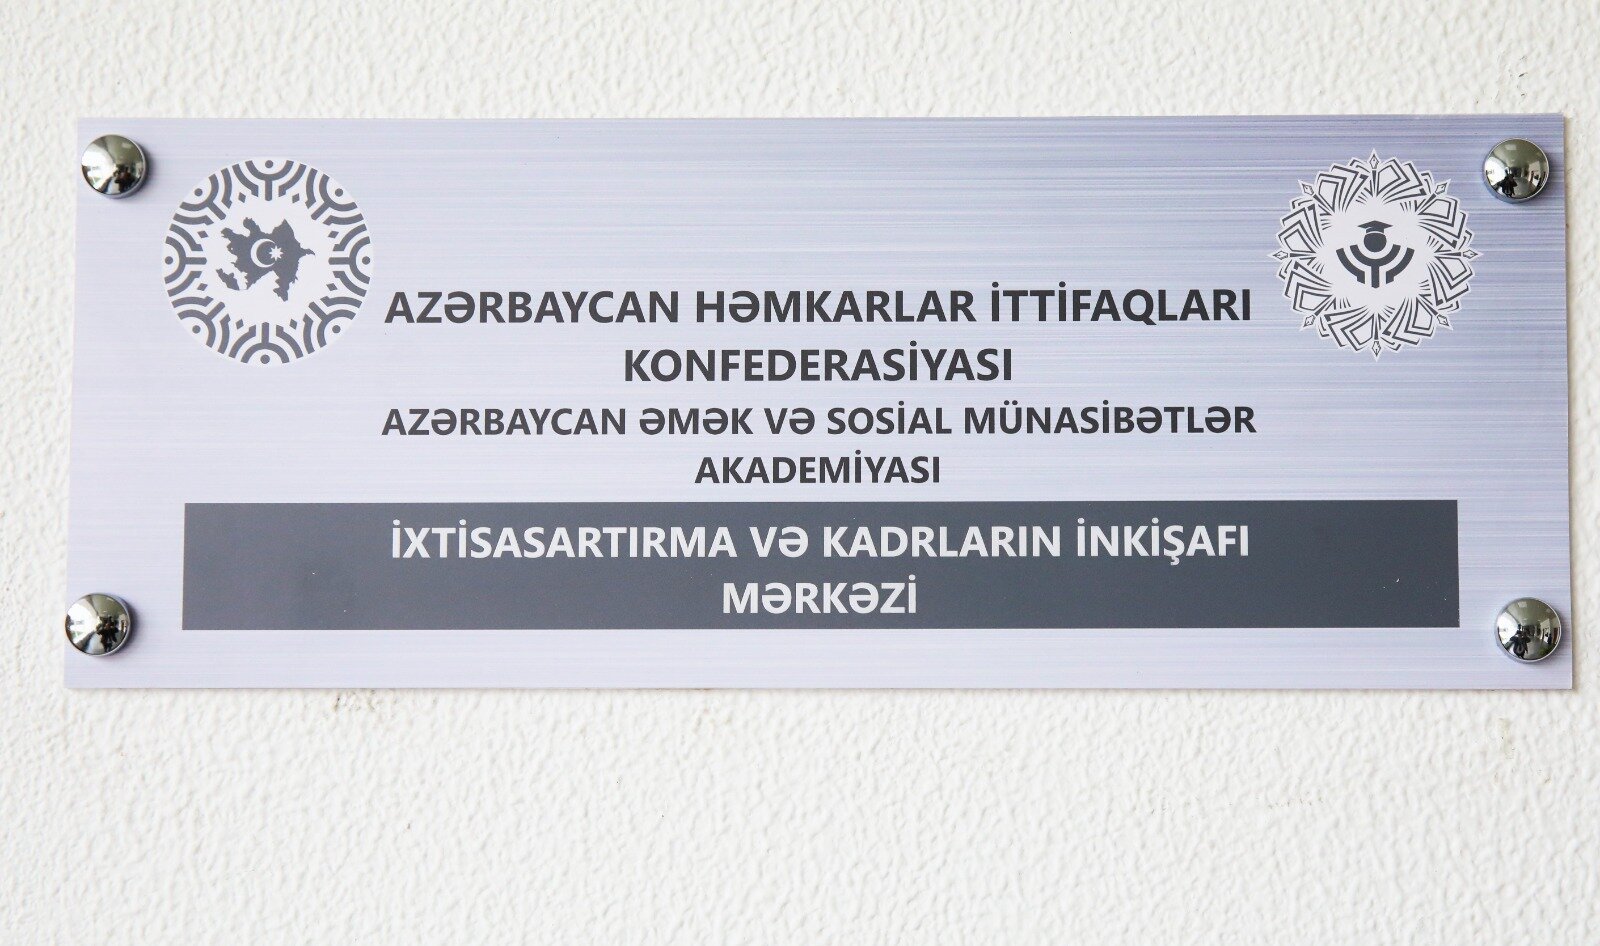 AZƏRBAYCAN HƏMKARLAR İTTİFAQLARI
KONFEDERASİYASI
AZƏRBAYCAN ƏMƏK VƏ SOSİAL MÜNASİBƏTLƏR
AKADEMİYASI
İXTİSASARTIRMA VƏ KADRLARIN İNKİŞAFI
MƏRKƏZİ